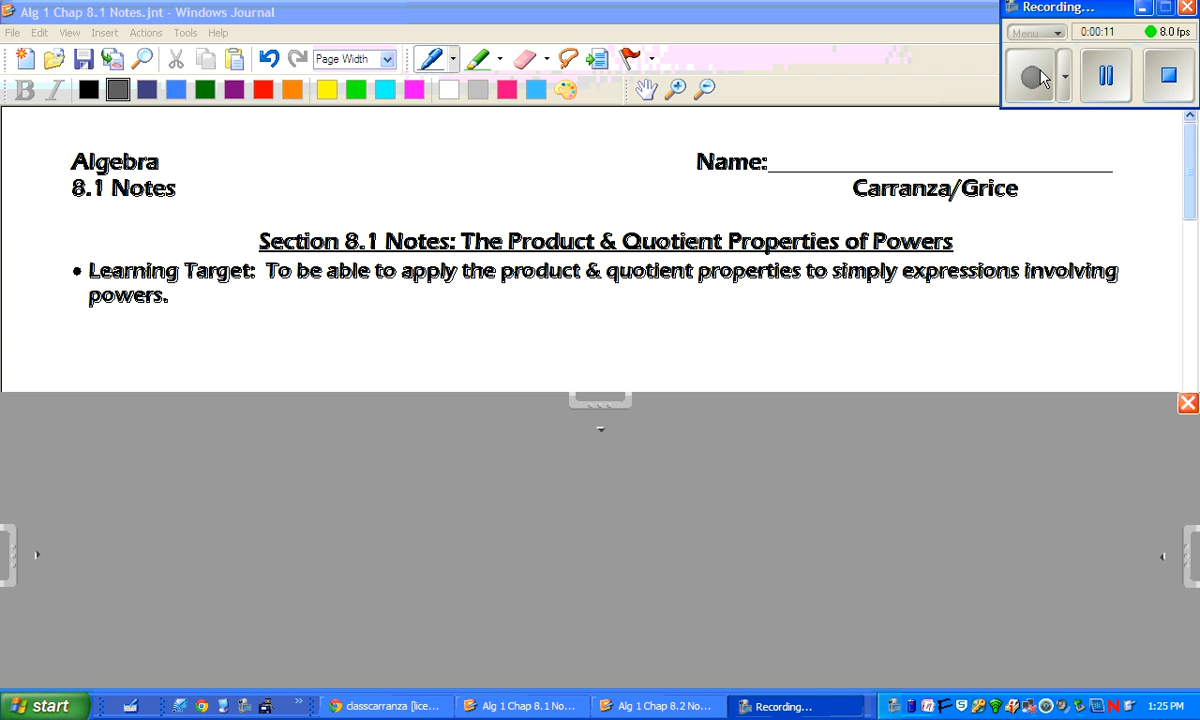 Alg 1 Chap 8.1 Notes.jnt - Windows Journal
Recording...
File Edit View Insert Actions Tools Help
Menu 0:00:11 8.0 fps
Page Width
B I
Algebra Name:
8.1 Notes Carranza/Grice
Section 8.1 Notes: The Product & Quotient Properties of Powers
• Learning Target: To be able to apply the product & quotient properties to simply expressions involving
powers.
start classcarranza [lice... Alg 1 Chap 8.1 No... Alg 1 Chap 8.2 No... Recording... 1:25 PM